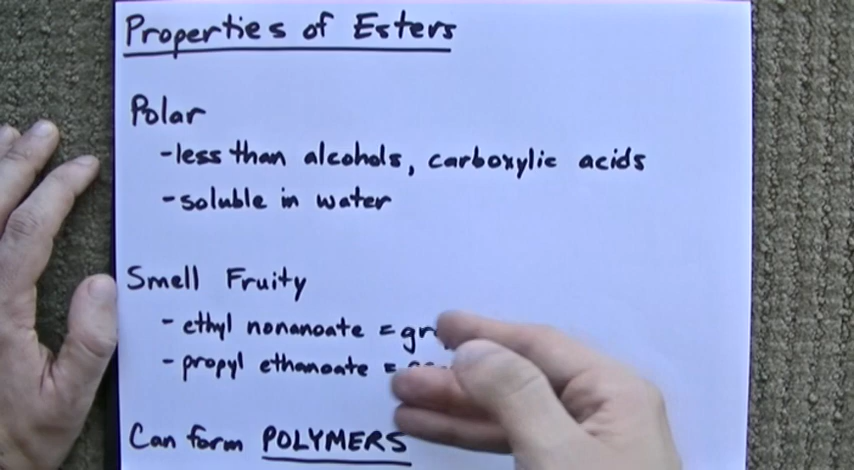 Properties of Esters
Polar
-less than alcohols, carboxylic acids
-soluble in water
Smell Fruity
- ethyl nonanoate =
- propyl ethanoate =
Can form POLYMERS